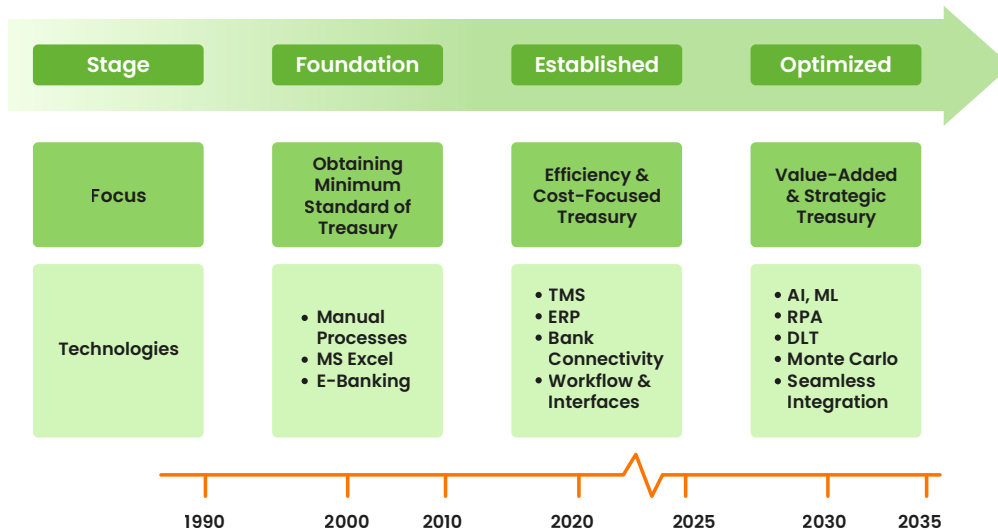 Stage
Foundation
Established
Optimized
Focus
Obtaining
Minimum
Standard of
Treasury
Efficiency &
Cost-Focused
Treasury
Value-Added
& Strategic
Treasury
Technologies
• Manual
Processes
• MS Excel
• E-Banking
• TMS
• ERP
• Bank
Connectivity
• Workflow &
Interfaces
• AI, ML
• RPA
• DLT
• Monte Carlo
• Seamless
Integration
1990
2000
2010
2020
2025
2030
2035